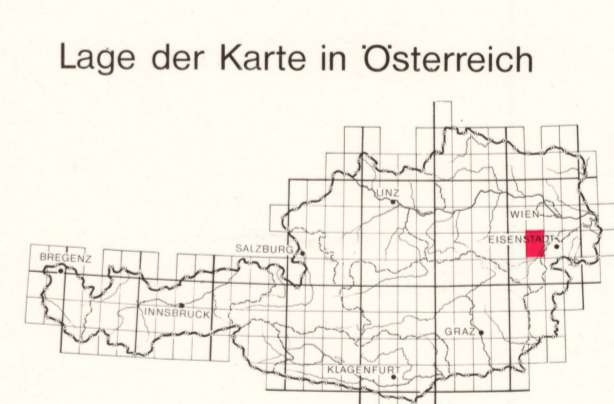 Lage der Karte in Österreich
LINZ
WIEN
EISENSTADT
SALZBURG
BREGENZ
INNSBRUCK
GRAZ
KLAGENFURT